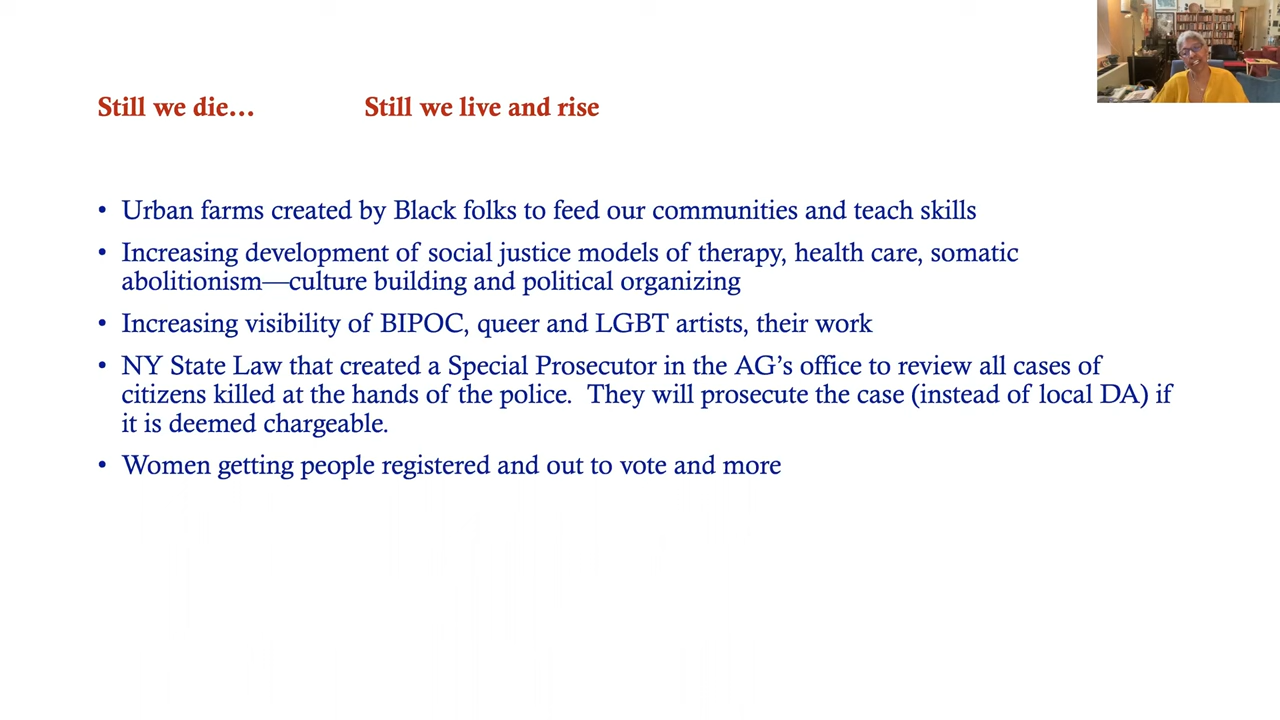 Still we die… Still we live and rise
• Urban farms created by Black folks to feed our communities and teach skills
• Increasing development of social justice models of therapy, health care, somatic
abolitionism—culture building and political organizing
• Increasing visibility of BIPOC, queer and LGBT artists, their work
• NY State Law that created a Special Prosecutor in the AG’s office to review all cases of
citizens killed at the hands of the police.  They will prosecute the case (instead of local DA) if
it is deemed chargeable.
• Women getting people registered and out to vote and more